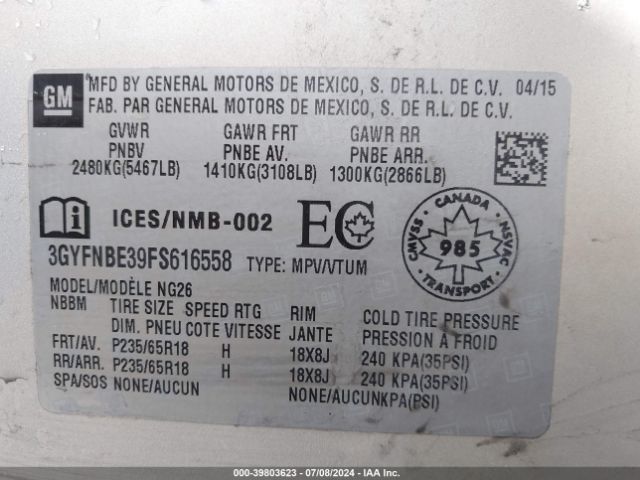 GM
MFD BY GENERAL MOTORS DE MEXICO, S. DE R.L. DE C.V. 04/15
FAB. PAR GENERAL MOTORS DE MEXICO, S. DE R.L. DE C.V.
GVWR GAWR FRT GAWR RR
PNBV PNBE AV. PNBE ARR.
2480KG(5467LB) 1410KG(3108LB) 1300KG(2866LB)
ICES/NMB-002 EC
CANADA
CMVSS 985 NSVAC
TRANSPORT
3GYFNBE39FS616558 TYPE: MPV/VTUM
MODEL/MODÈLE NG26
NBBM TIRE SIZE SPEED RTG RIM COLD TIRE PRESSURE
DIM. PNEU COTE VITESSE JANTE PRESSION À FROID
FRT/AV. P235/65R18 H 18X8J 240 KPA(35PSI)
RR/ARR. P235/65R18 H 18X8J 240 KPA(35PSI)
SPA/SOS NONE/AUCUN NONE/AUCUNKPA(PSI)
000-39803623 / 07/08/2024 - IAA Inc.